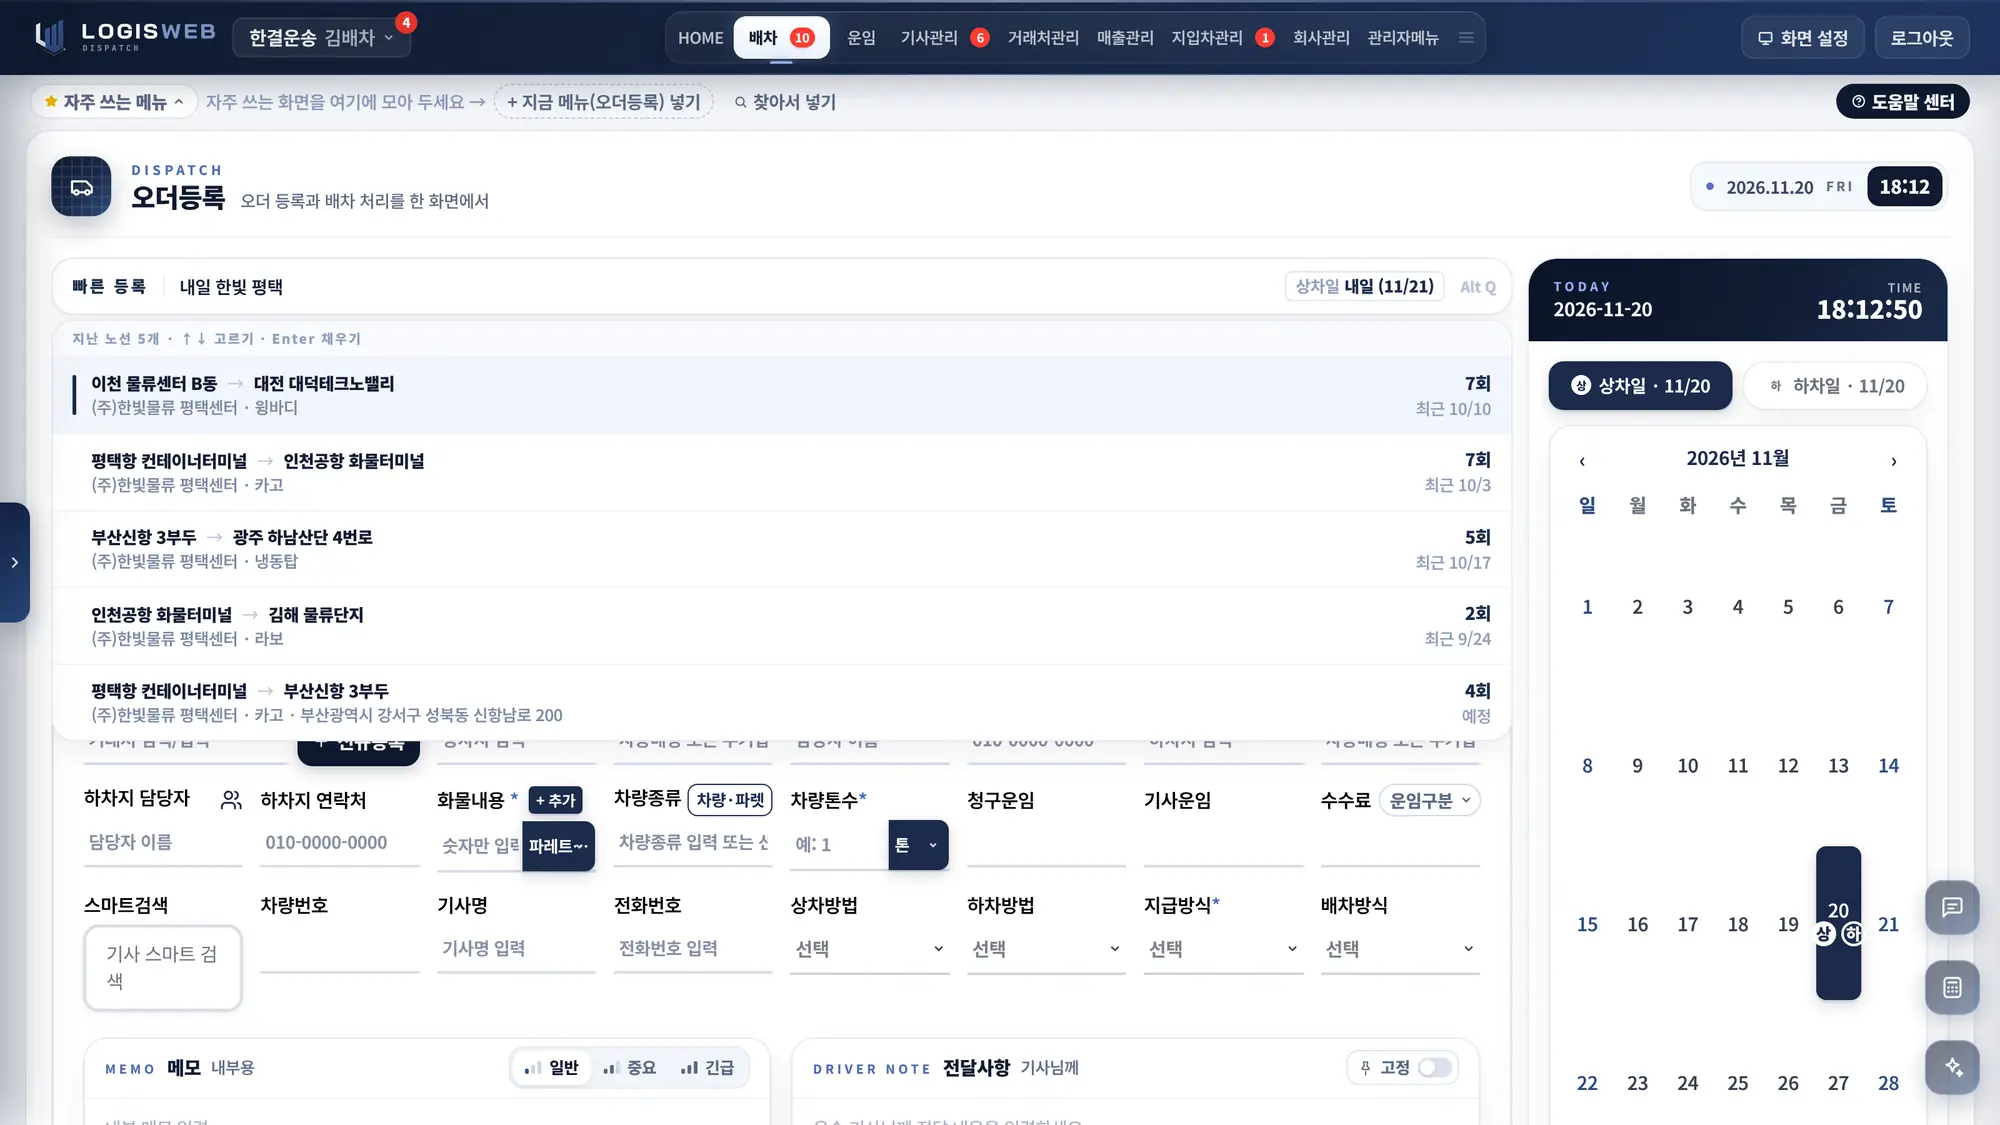 LOGISWEB
DISPATCH
한결운송 김배차
4
HOME
배차 10
운임
기사관리 6
거래처관리
매출관리
지입차관리 1
회사관리
관리자메뉴
화면 설정
로그아웃
자주 쓰는 메뉴
자주 쓰는 화면을 여기에 모아 두세요 →
+ 지금 메뉴(오더등록) 넣기
찾아서 넣기
도움말 센터
DISPATCH
오더등록 오더 등록과 배차 처리를 한 화면에서
2026.11.20 FRI 18:12
빠른 등록 내일 한빛 평택
상차일 내일 (11/21) Alt Q
지난 노선 5개 · ↑↓ 고르기 · Enter 채우기
이천 물류센터 B동 → 대전 대덕테크노밸리 7회
(주)한빛물류 평택센터 · 윙바디 최근 10/10
평택항 컨테이너터미널 → 인천공항 화물터미널 7회
(주)한빛물류 평택센터 · 카고 최근 10/3
부산신항 3부두 → 광주 하남산단 4번로 5회
(주)한빛물류 평택센터 · 냉동탑 최근 10/17
인천공항 화물터미널 → 김해 물류단지 2회
(주)한빛물류 평택센터 · 라보 최근 9/24
평택항 컨테이너터미널 → 부산신항 3부두 4회
(주)한빛물류 평택센터 · 카고 · 부산광역시 강서구 성북동 신항남로 200 예정
하차지 담당자
하차지 연락처
화물내용 * + 추가
차량종류 차량·파렛
차량톤수*
청구운임
기사운임
수수료 운임구분
담당자 이름
010-0000-0000
숫자만 입력
파레트
차량종류 입력 또는
예: 1
톤
스마트검색
차량번호
기사명
전화번호
상차방법
하차방법
지급방식*
배차방식
기사 스마트 검색
기사명 입력
전화번호 입력
선택
선택
선택
선택
MEMO 메모 내부용
일반 중요 긴급
DRIVER NOTE 전달사항 기사님께
고정
TODAY
2026-11-20
TIME
18:12:50
상 상차일 · 11/20
하 하차일 · 11/20
‹ 2026년 11월 ›
일 월 화 수 목 금 토
1 2 3 4 5 6 7
8 9 10 11 12 13 14
15 16 17 18 19 20 21
상 하
22 23 24 25 26 27 28